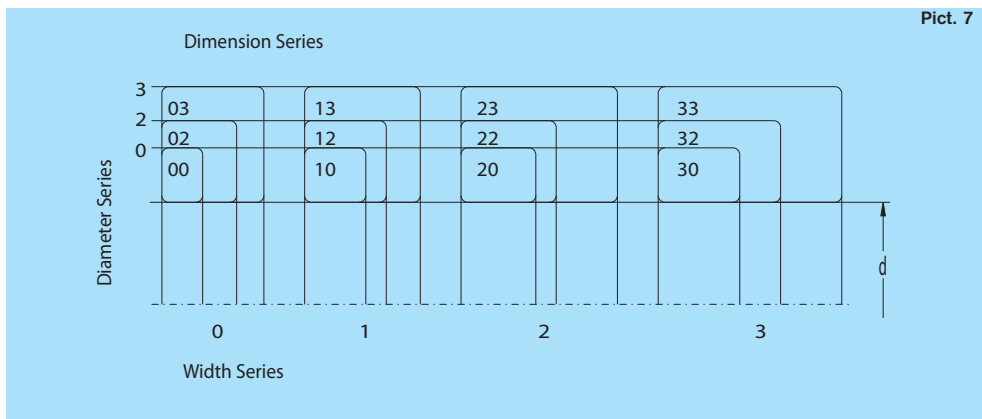 Pict. 7
Dimension Series
3
03 13 23 33
2
02 12 22 32
0
00 10 20 30
Diameter Series
d
0 1 2 3
Width Series